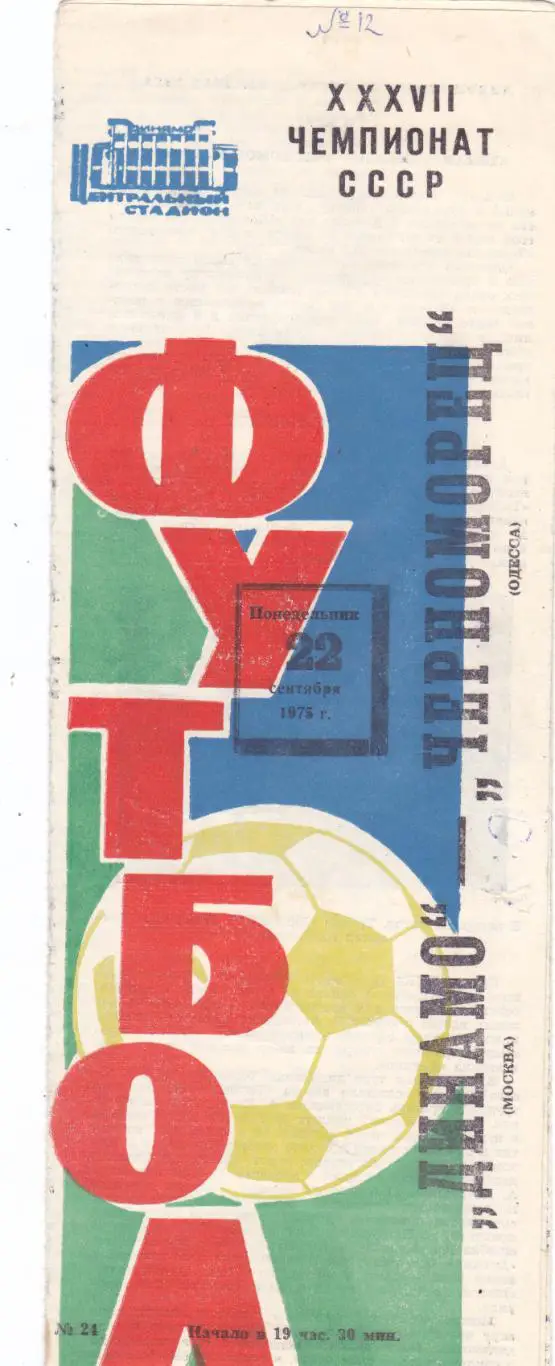 № 12
XXXVII
ЧЕМПИОНАТ
СССР
ДИНАМО
ЦЕНТРАЛЬНЫЙ
СТАДИОН
ФУТБОЛ
Понедельник
22
сентября
1975 г.
„ДИНАМО“ — „ЧЕРНОМОРЕЦ“
(МОСКВА)
(ОДЕССА)
№ 24
Начало в 19 час. 30 мин.